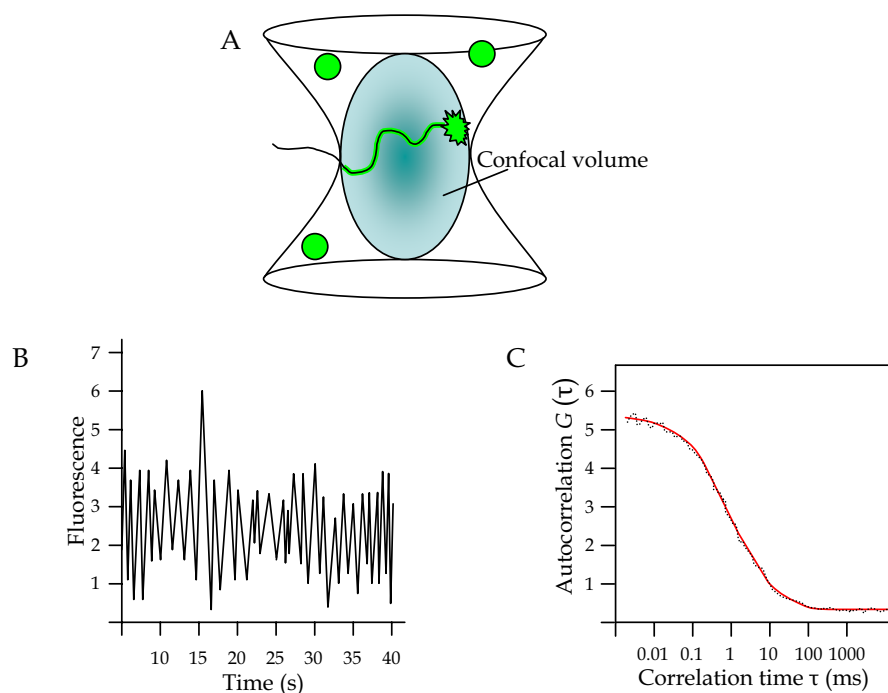 A
Confocal volume
B
7
6
5
4
3
2
1
Fluorescence
10 15 20 25 30 35 40
Time (s)
C
6
5
4
3
2
1
Autocorrelation G (τ)
0.01 0.1 1 10 100 1000
Correlation time τ (ms)